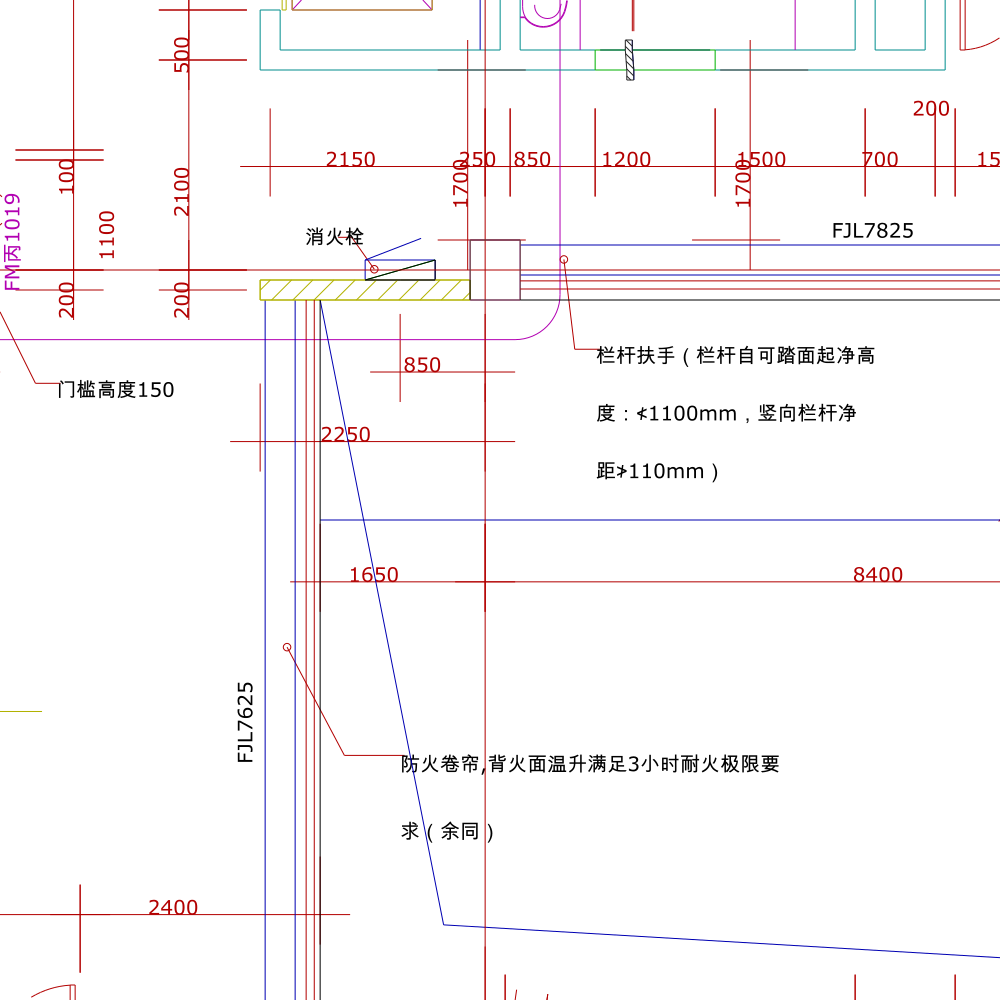 500
200
2150
250
850
1200
1500
700
15
100
2100
1700
1700
FM丙1019
1100
消火栓
FJL7825
200
200
栏杆扶手（栏杆自可踏面起净高
850
门槛高度150
度：≮1100mm，竖向栏杆净
2250
距≯110mm）
1650
8400
FJL7625
防火卷帘,背火面温升满足3小时耐火极限要
求（余同）
2400